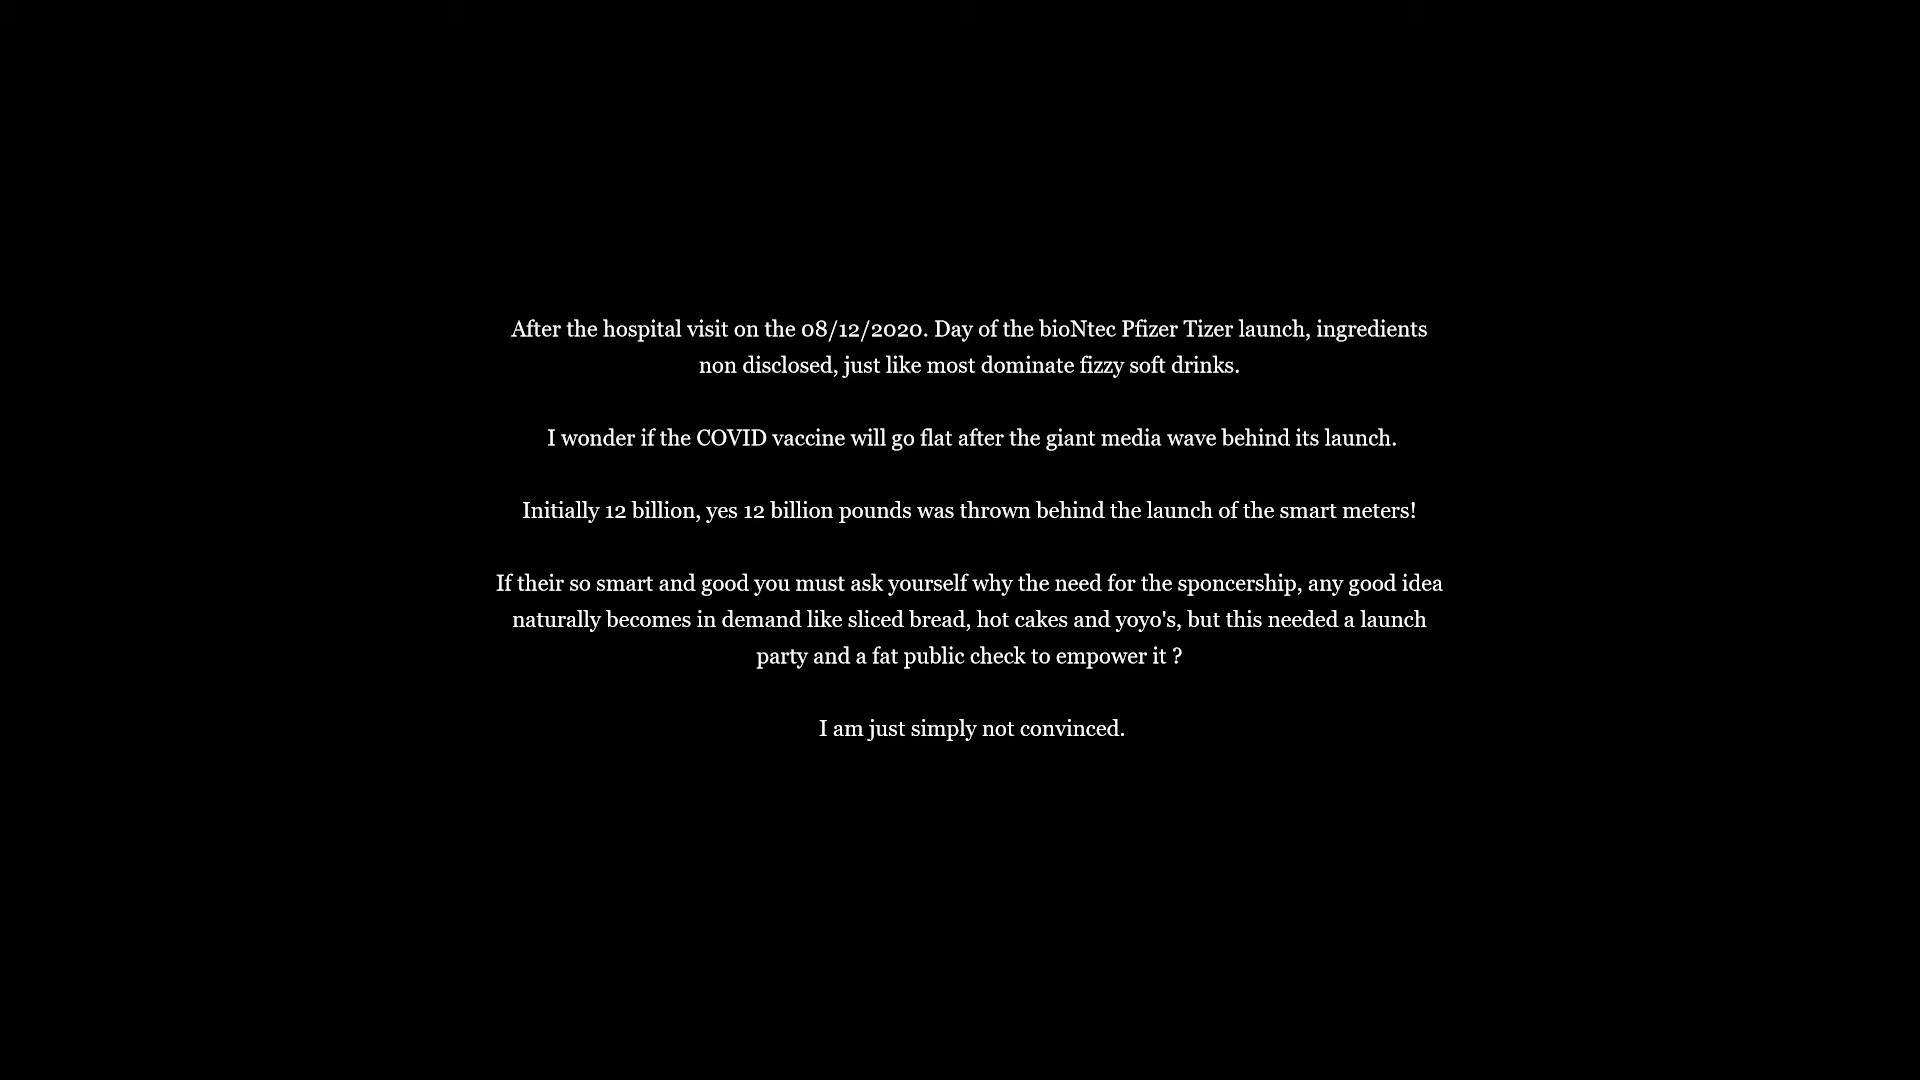 After the hospital visit on the 08/12/2020. Day of the bioNtec Pfizer Tizer launch, ingredients
non disclosed, just like most dominate fizzy soft drinks.
I wonder if the COVID vaccine will go flat after the giant media wave behind its launch.
Initially 12 billion, yes 12 billion pounds was thrown behind the launch of the smart meters!
If their so smart and good you must ask yourself why the need for the sponcership, any good idea
naturally becomes in demand like sliced bread, hot cakes and yoyo's, but this needed a launch
party and a fat public check to empower it ?
I am just simply not convinced.